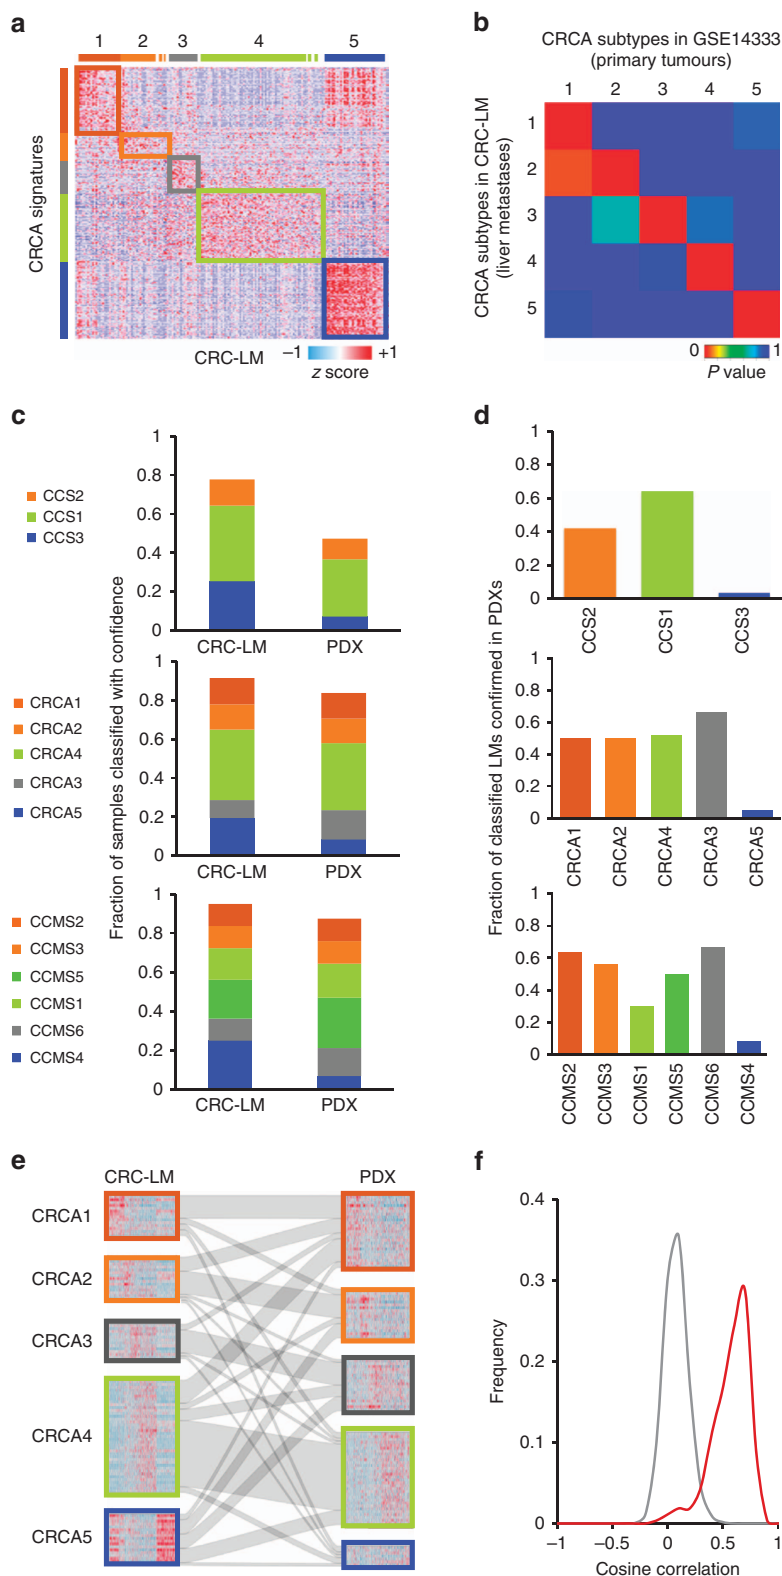 a
1 2 3 4 5
CRCA signatures
CRC-LM
–1 +1
z score
b
CRCA subtypes in GSE14333
(primary tumours)
1 2 3 4 5
CRCA subtypes in CRC-LM
(liver metastases)
1
2
3
4
5
0 1
P value
c
Fraction of samples classified with confidence
CCS2
CCS1
CCS3
1
0.8
0.6
0.4
0.2
0
CRC-LM PDX
CRCA1
CRCA2
CRCA4
CRCA3
CRCA5
1
0.8
0.6
0.4
0.2
0
CRC-LM PDX
CCMS2
CCMS3
CCMS5
CCMS1
CCMS6
CCMS4
1
0.8
0.6
0.4
0.2
0
CRC-LM PDX
d
Fraction of classified LMs confirmed in PDXs
1
0.8
0.6
0.4
0.2
0
CCS2 CCS1 CCS3
1
0.8
0.6
0.4
0.2
0
CRCA1 CRCA2 CRCA4 CRCA3 CRCA5
1
0.8
0.6
0.4
0.2
0
CCMS2 CCMS3 CCMS1 CCMS5 CCMS6 CCMS4
e
CRC-LM PDX
CRCA1
CRCA2
CRCA3
CRCA4
CRCA5
f
Frequency
0.4
0.3
0.2
0.1
0
–1 –0.5 0 0.5 1
Cosine correlation